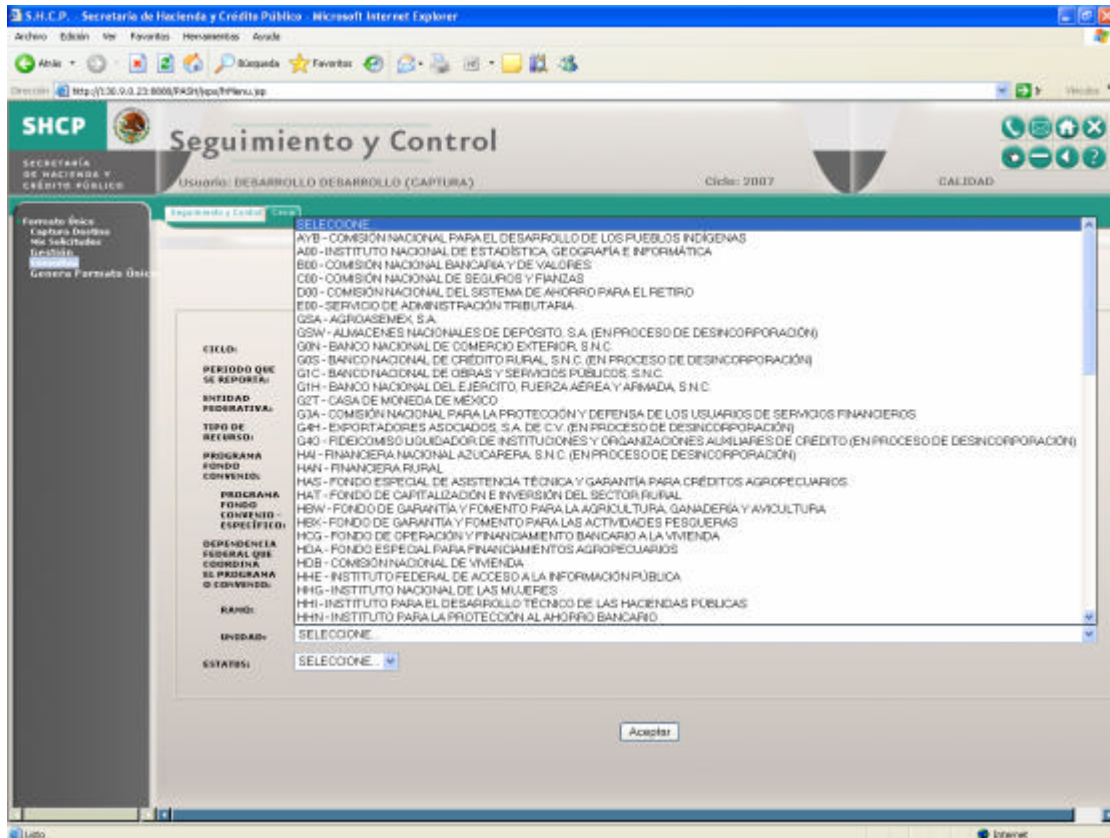 S.H.C.P. - Secretaría de Hacienda y Crédito Público - Microsoft Internet Explorer
Archivo Edición Ver Favoritos Herramientas Ayuda
Atrás Búsqueda Favoritos
Dirección Vínculos
SHCP
SECRETARÍA DE HACIENDA Y CRÉDITO PÚBLICO
Seguimiento y Control
Usuario: DESARROLLO DESARROLLO (CAPTURA) Ciclo: 2007 CALIDAD
Seguimiento y Control Cerrar
Formato Único
Captura Destino
Mis Solicitudes
Gestión
Genera Formato Único
SELECCIONE...
AYB - COMISIÓN NACIONAL PARA EL DESARROLLO DE LOS PUEBLOS INDÍGENAS
A00 - INSTITUTO NACIONAL DE ESTADÍSTICA, GEOGRAFÍA E INFORMÁTICA
B00 - COMISIÓN NACIONAL BANCARIA Y DE VALORES
C00 - COMISIÓN NACIONAL DE SEGUROS Y FIANZAS
D00 - COMISIÓN NACIONAL DEL SISTEMA DE AHORRO PARA EL RETIRO
E00 - SERVICIO DE ADMINISTRACIÓN TRIBUTARIA
GSA - AGROASEMEX, S.A.
GSW - ALMACENES NACIONALES DE DEPÓSITO, S.A. (EN PROCESO DE DESINCORPORACIÓN)
G0N - BANCO NACIONAL DE COMERCIO EXTERIOR, S.N.C.
G0S - BANCO NACIONAL DE CRÉDITO RURAL, S.N.C. (EN PROCESO DE DESINCORPORACIÓN)
G1C - BANCO NACIONAL DE OBRAS Y SERVICIOS PÚBLICOS, S.N.C.
G1H - BANCO NACIONAL DEL EJÉRCITO, FUERZA AÉREA Y ARMADA, S.N.C.
G2T - CASA DE MONEDA DE MÉXICO
G3A - COMISIÓN NACIONAL PARA LA PROTECCIÓN Y DEFENSA DE LOS USUARIOS DE SERVICIOS FINANCIEROS
G4H - EXPORTADORES ASOCIADOS, S.A. DE C.V. (EN PROCESO DE DESINCORPORACIÓN)
G4O - FIDEICOMISO LIQUIDADOR DE INSTITUCIONES Y ORGANIZACIONES AUXILIARES DE CRÉDITO (EN PROCESO DE DESINCORPORACIÓN)
HAI - FINANCIERA NACIONAL AZUCARERA, S.N.C. (EN PROCESO DE DESINCORPORACIÓN)
HAN - FINANCIERA RURAL
HAS - FONDO ESPECIAL DE ASISTENCIA TÉCNICA Y GARANTÍA PARA CRÉDITOS AGROPECUARIOS
HAT - FONDO DE CAPITALIZACIÓN E INVERSIÓN DEL SECTOR RURAL
HBW - FONDO DE GARANTÍA Y FOMENTO PARA LA AGRICULTURA, GANADERÍA Y AVICULTURA
HBX - FONDO DE GARANTÍA Y FOMENTO PARA LAS ACTIVIDADES PESQUERAS
HCG - FONDO DE OPERACIÓN Y FINANCIAMIENTO BANCARIO A LA VIVIENDA
HDA - FONDO ESPECIAL PARA FINANCIAMIENTOS AGROPECUARIOS
HDB - COMISIÓN NACIONAL DE VIVIENDA
HHE - INSTITUTO FEDERAL DE ACCESO A LA INFORMACIÓN PÚBLICA
HHG - INSTITUTO NACIONAL DE LAS MUJERES
HHI - INSTITUTO PARA EL DESARROLLO TÉCNICO DE LAS HACIENDAS PÚBLICAS
HHN - INSTITUTO PARA LA PROTECCIÓN AL AHORRO BANCARIO
CICLO:
PERIODO QUE SE REPORTA:
ENTIDAD FEDERATIVA:
TIPO DE RECURSO:
PROGRAMA FONDO CONVENIO:
PROGRAMA FONDO CONVENIO - ESPECÍFICO:
DEPENDENCIA FEDERAL QUE COORDINA EL PROGRAMA O CONVENIO:
RAMO:
UNIDAD: SELECCIONE...
ESTATUS: SELECCIONE...
Aceptar
Listo Internet